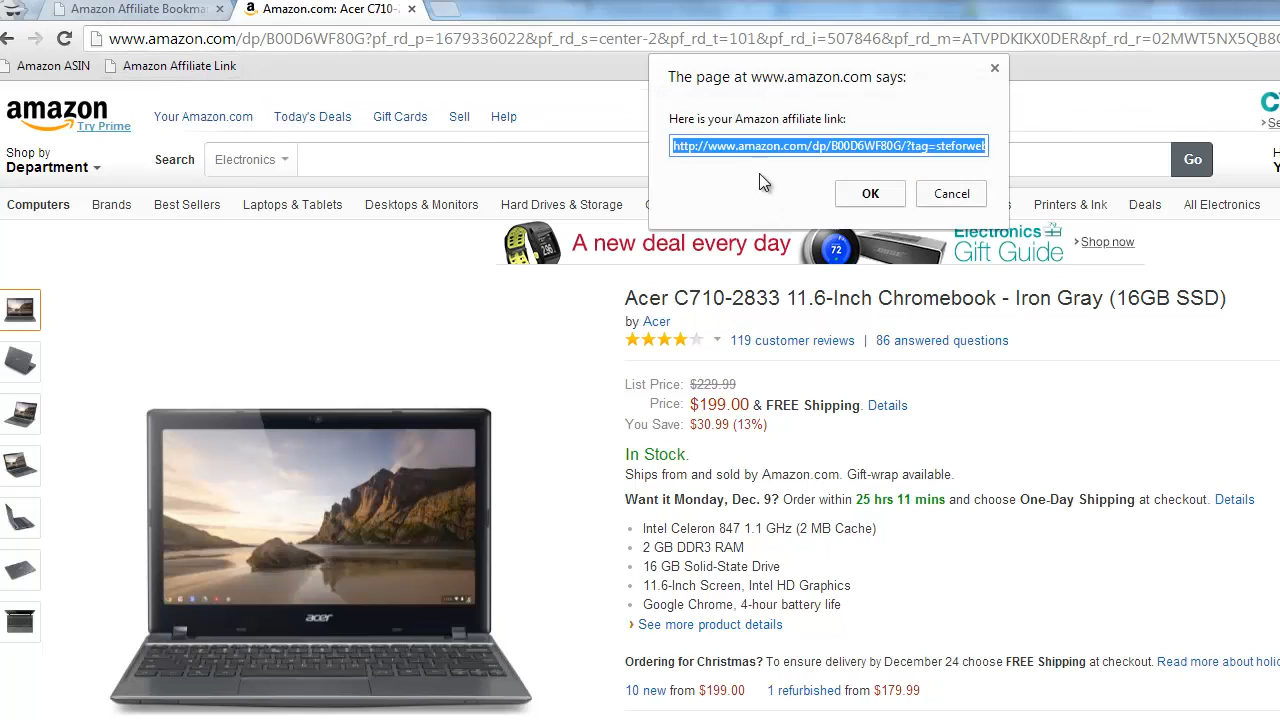 Amazon Affiliate Bookma
Amazon.com: Acer C710-
www.amazon.com/dp/B00D6WF80G?pf_rd_p=1679336022&pf_rd_s=center-2&pf_rd_t=101&pf_rd_i=507846&pf_rd_m=ATVPDKIKX0DER&pf_rd_r=02MWT5NX5QB8
Amazon ASIN
Amazon Affiliate Link
The page at www.amazon.com says:
Here is your Amazon affiliate link:
http://www.amazon.com/dp/B00D6WF80G/?tag=steforweb
OK Cancel
amazon
Try Prime
Your Amazon.com Today's Deals Gift Cards Sell Help
Shop by
Department
Search Electronics
Go
Computers Brands Best Sellers Laptops & Tablets Desktops & Monitors Hard Drives & Storage
Printers & Ink Deals All Electronics
296
A new deal every day
72
Electronics
Gift Guide
Shop now
Acer C710-2833 11.6-Inch Chromebook - Iron Gray (16GB SSD)
by Acer
119 customer reviews | 86 answered questions
List Price: $229.99
Price: $199.00 & FREE Shipping. Details
You Save: $30.99 (13%)
In Stock.
Ships from and sold by Amazon.com. Gift-wrap available.
Want it Monday, Dec. 9? Order within 25 hrs 11 mins and choose One-Day Shipping at checkout. Details
Intel Celeron 847 1.1 GHz (2 MB Cache)
2 GB DDR3 RAM
16 GB Solid-State Drive
11.6-Inch Screen, Intel HD Graphics
Google Chrome, 4-hour battery life
See more product details
Ordering for Christmas? To ensure delivery by December 24 choose FREE Shipping at checkout. Read more about holi
10 new from $199.00 1 refurbished from $179.99
acer